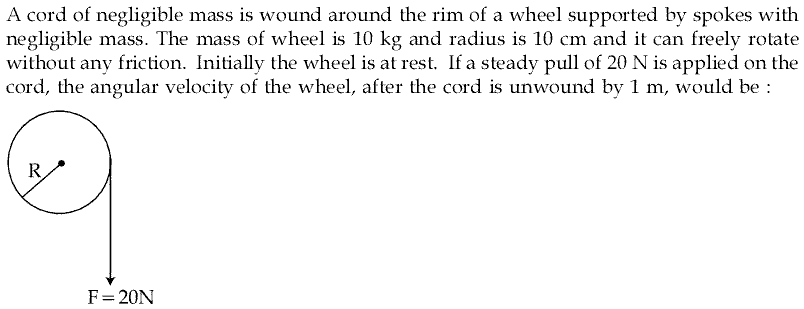 A cord of negligible mass is wound around the rim of a wheel supported by spokes with
negligible mass. The mass of wheel is 10 kg and radius is 10 cm and it can freely rotate
without any friction. Initially the wheel is at rest. If a steady pull of 20 N is applied on the
cord, the angular velocity of the wheel, after the cord is unwound by 1 m, would be :
R
F=20N